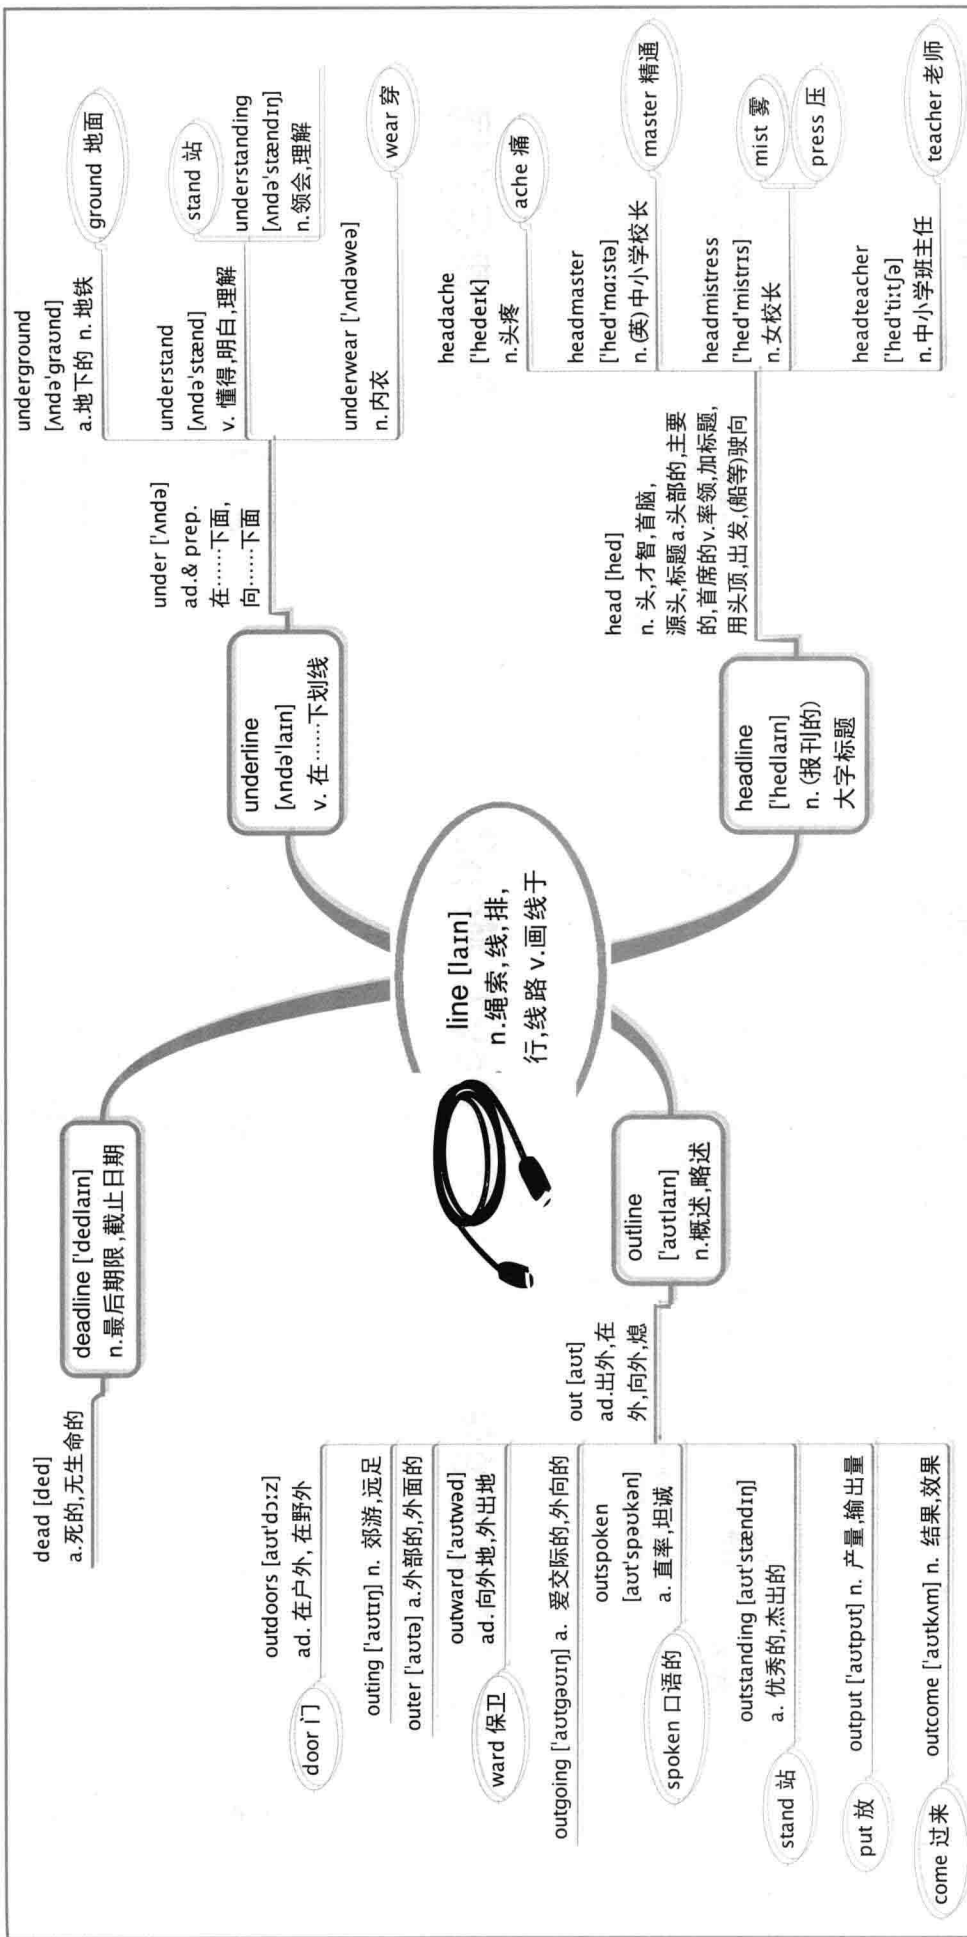 line [laɪn]
n.绳索,线,排,
行,线路 v.画线于
deadline ['dedlaɪn]
n.最后期限,截止日期
dead [ded]
a.死的,无生命的
underline
[ʌndə'laɪn]
v. 在……下划线
under ['ʌndə]
ad.& prep.
在……下面,
向……下面
underground
[ʌndə'graʊnd]
a.地下的 n. 地铁
ground 地面
understand
[ʌndə'stænd]
v. 懂得,明白,理解
stand 站
understanding
[ʌndə'stændɪŋ]
n.领会,理解
underwear ['ʌndəweə]
n.内衣
wear 穿
outline
['aʊtlaɪn]
n.概述,略述
out [aʊt]
ad.出外,在
外,向外,熄
outdoors [aʊt'dɔːz]
ad. 在户外, 在野外
door 门
outing ['aʊtɪŋ] n. 郊游,远足
outer ['aʊtə] a.外部的,外面的
outward ['aʊtwəd]
ad. 向外地,外出地
ward 保卫
outgoing ['aʊtgəʊɪŋ] a. 爱交际的,外向的
outspoken
[aʊt'spəʊkən]
a. 直率,坦诚
spoken 口语的
outstanding [aʊt'stændɪŋ]
a. 优秀的,杰出的
stand 站
output ['aʊtpʊt] n. 产量,输出量
put 放
outcome ['aʊtkʌm] n. 结果,效果
come 过来
headline
['hedlaɪn]
n.(报刊的)
大字标题
head [hed]
n. 头,才智,首脑,
源头,标题 a.头部的,主要
的,首席的 v.率领,加标题,
用头顶,出发,(船等)驶向
headache
['hedeɪk]
n.头疼
ache 痛
headmaster
['hed'mɑːstə]
n.(英)中小学校长
master 精通
headmistress
['hed'mɪstrɪs]
n.女校长
mist 雾
press 压
headteacher
['hed'tiːtʃə]
n.中小学班主任
teacher 老师